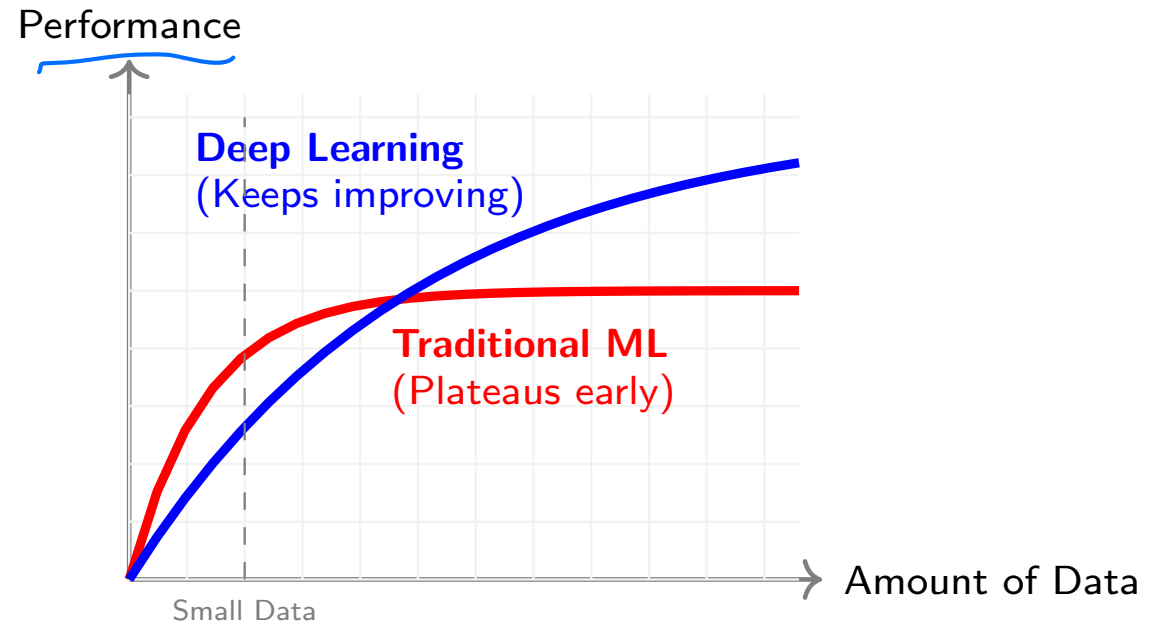 Performance
Deep Learning
(Keeps improving)
Traditional ML
(Plateaus early)
Amount of Data
Small Data